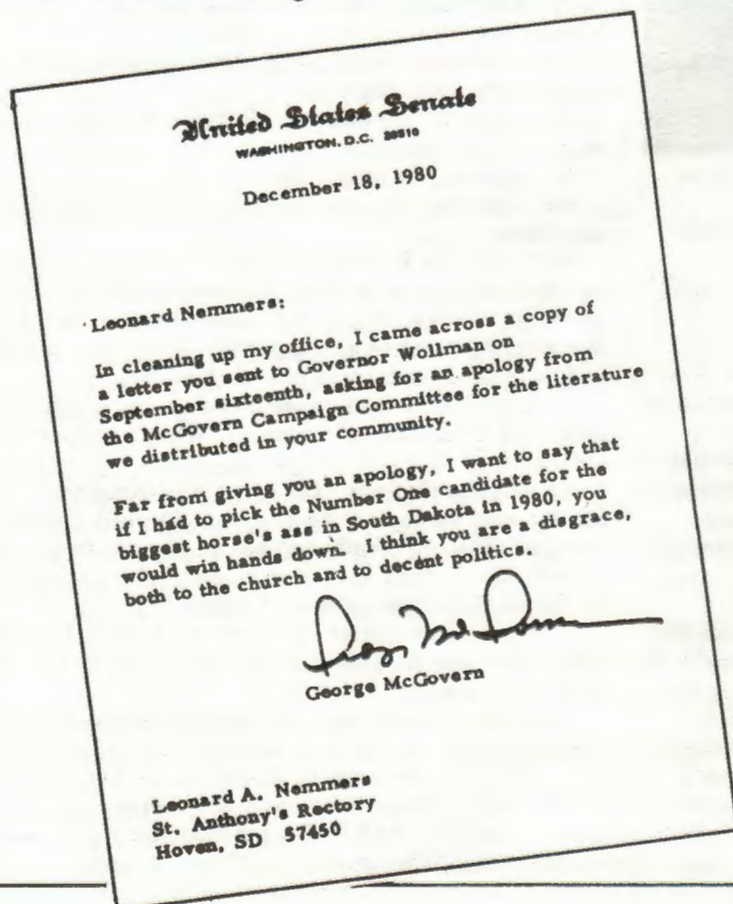 United States Senate
WASHINGTON, D.C. 20510
December 18, 1980
Leonard Nemmers:
In cleaning up my office, I came across a copy of
a letter you sent to Governor Wollman on
September sixteenth, asking for an apology from
the McGovern Campaign Committee for the literature
we distributed in your community.
Far from giving you an apology, I want to say that
if I had to pick the Number One candidate for the
biggest horse's ass in South Dakota in 1980, you
would win hands down. I think you are a disgrace,
both to the church and to decent politics.
George McGovern
Leonard A. Nemmers
St. Anthony's Rectory
Hoven, SD 57450